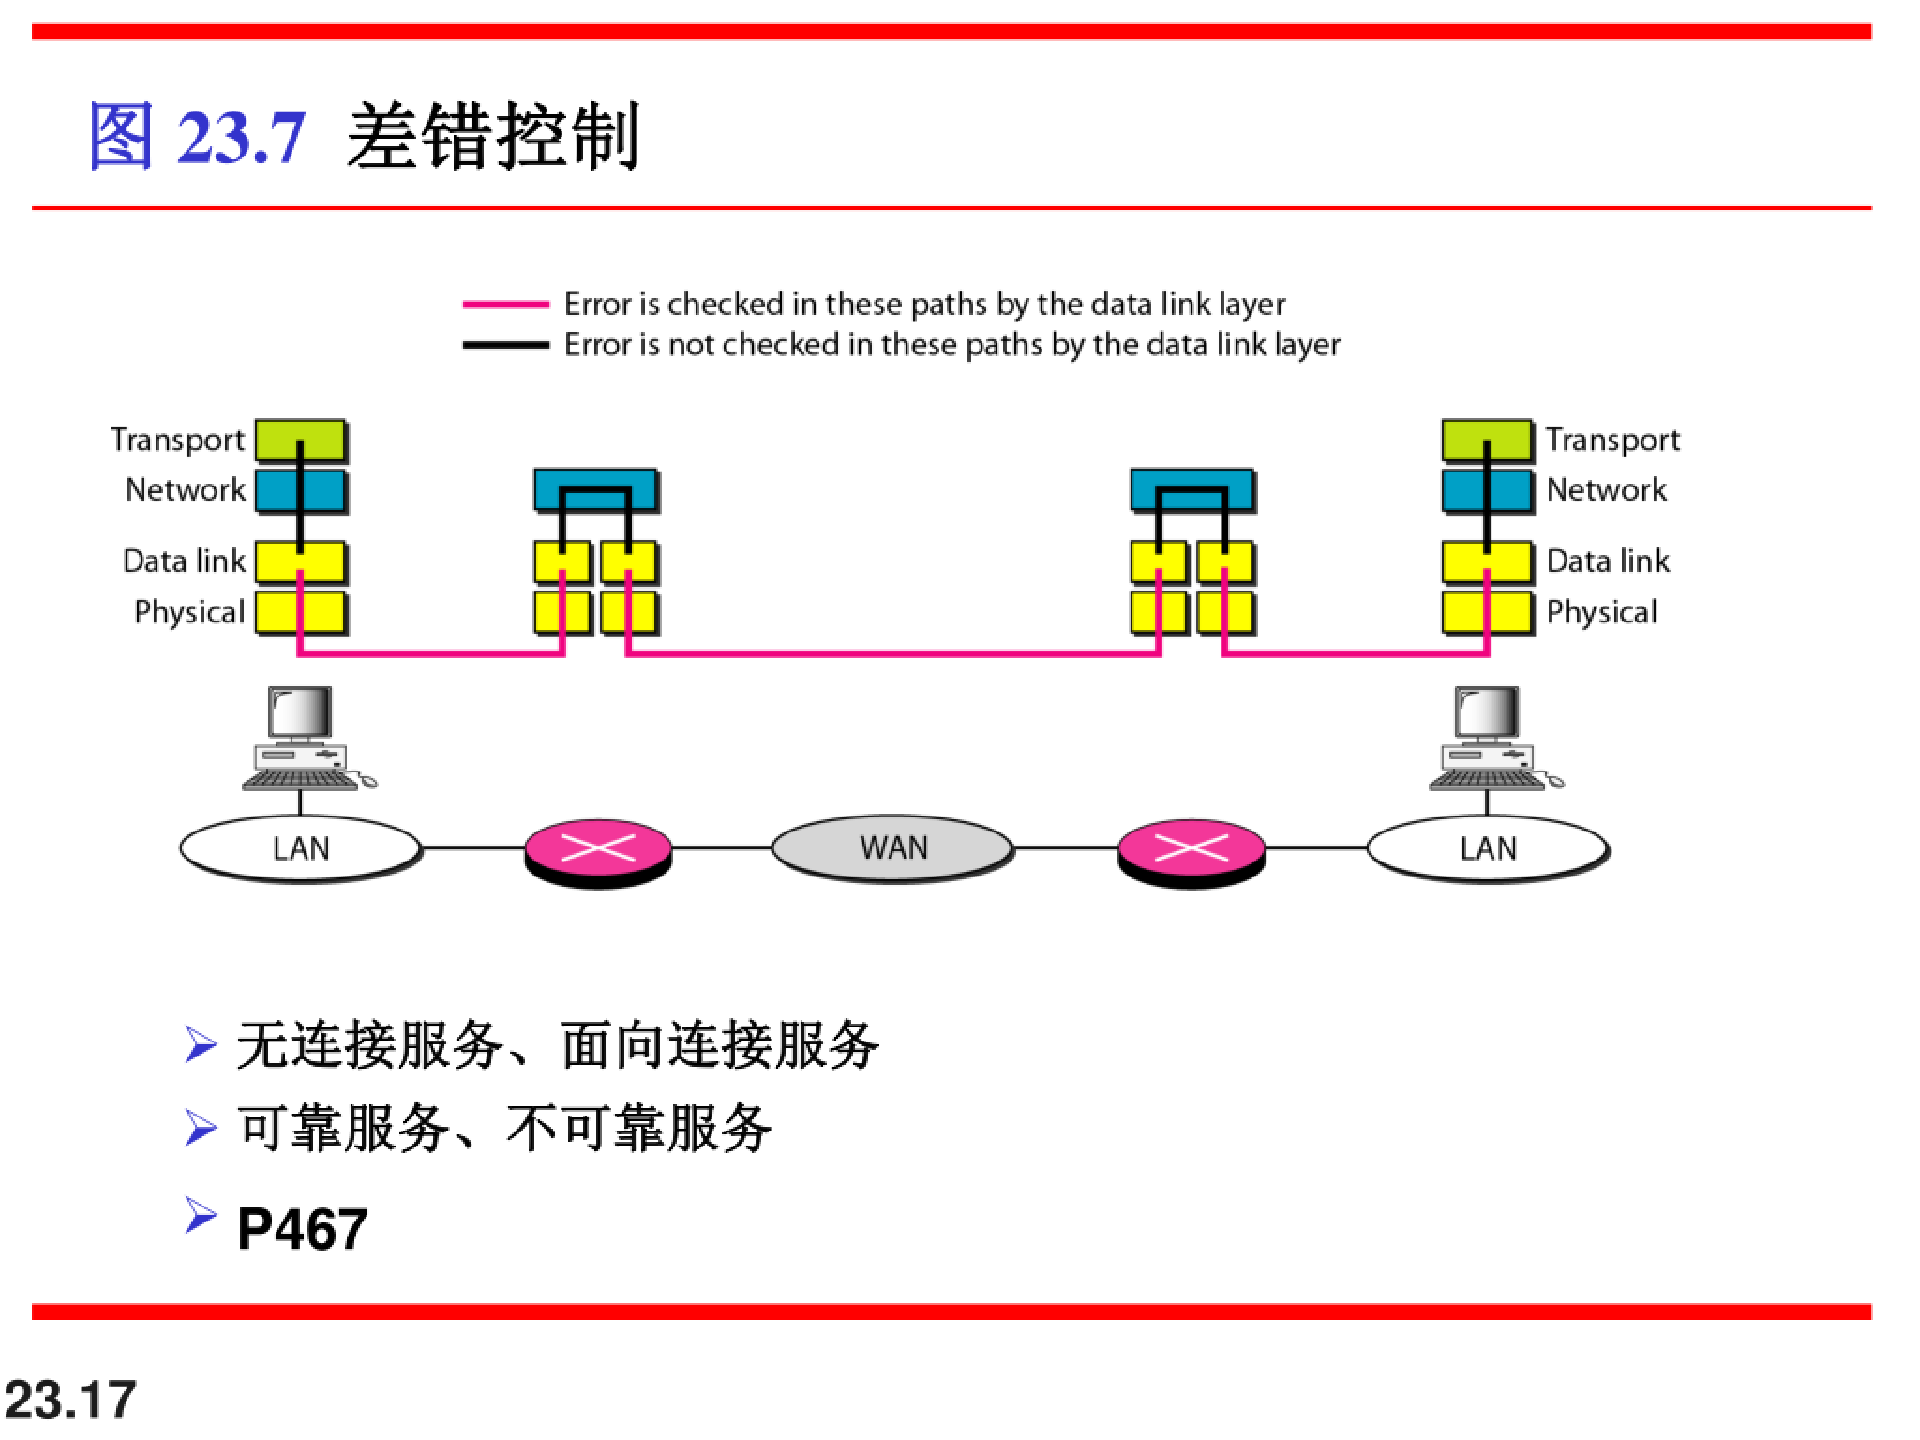 图 23.7 差错控制
Error is checked in these paths by the data link layer
Error is not checked in these paths by the data link layer
Transport
Network
Data link
Physical
Transport
Network
Data link
Physical
LAN
WAN
LAN
无连接服务、面向连接服务
可靠服务、不可靠服务
P467
23.17